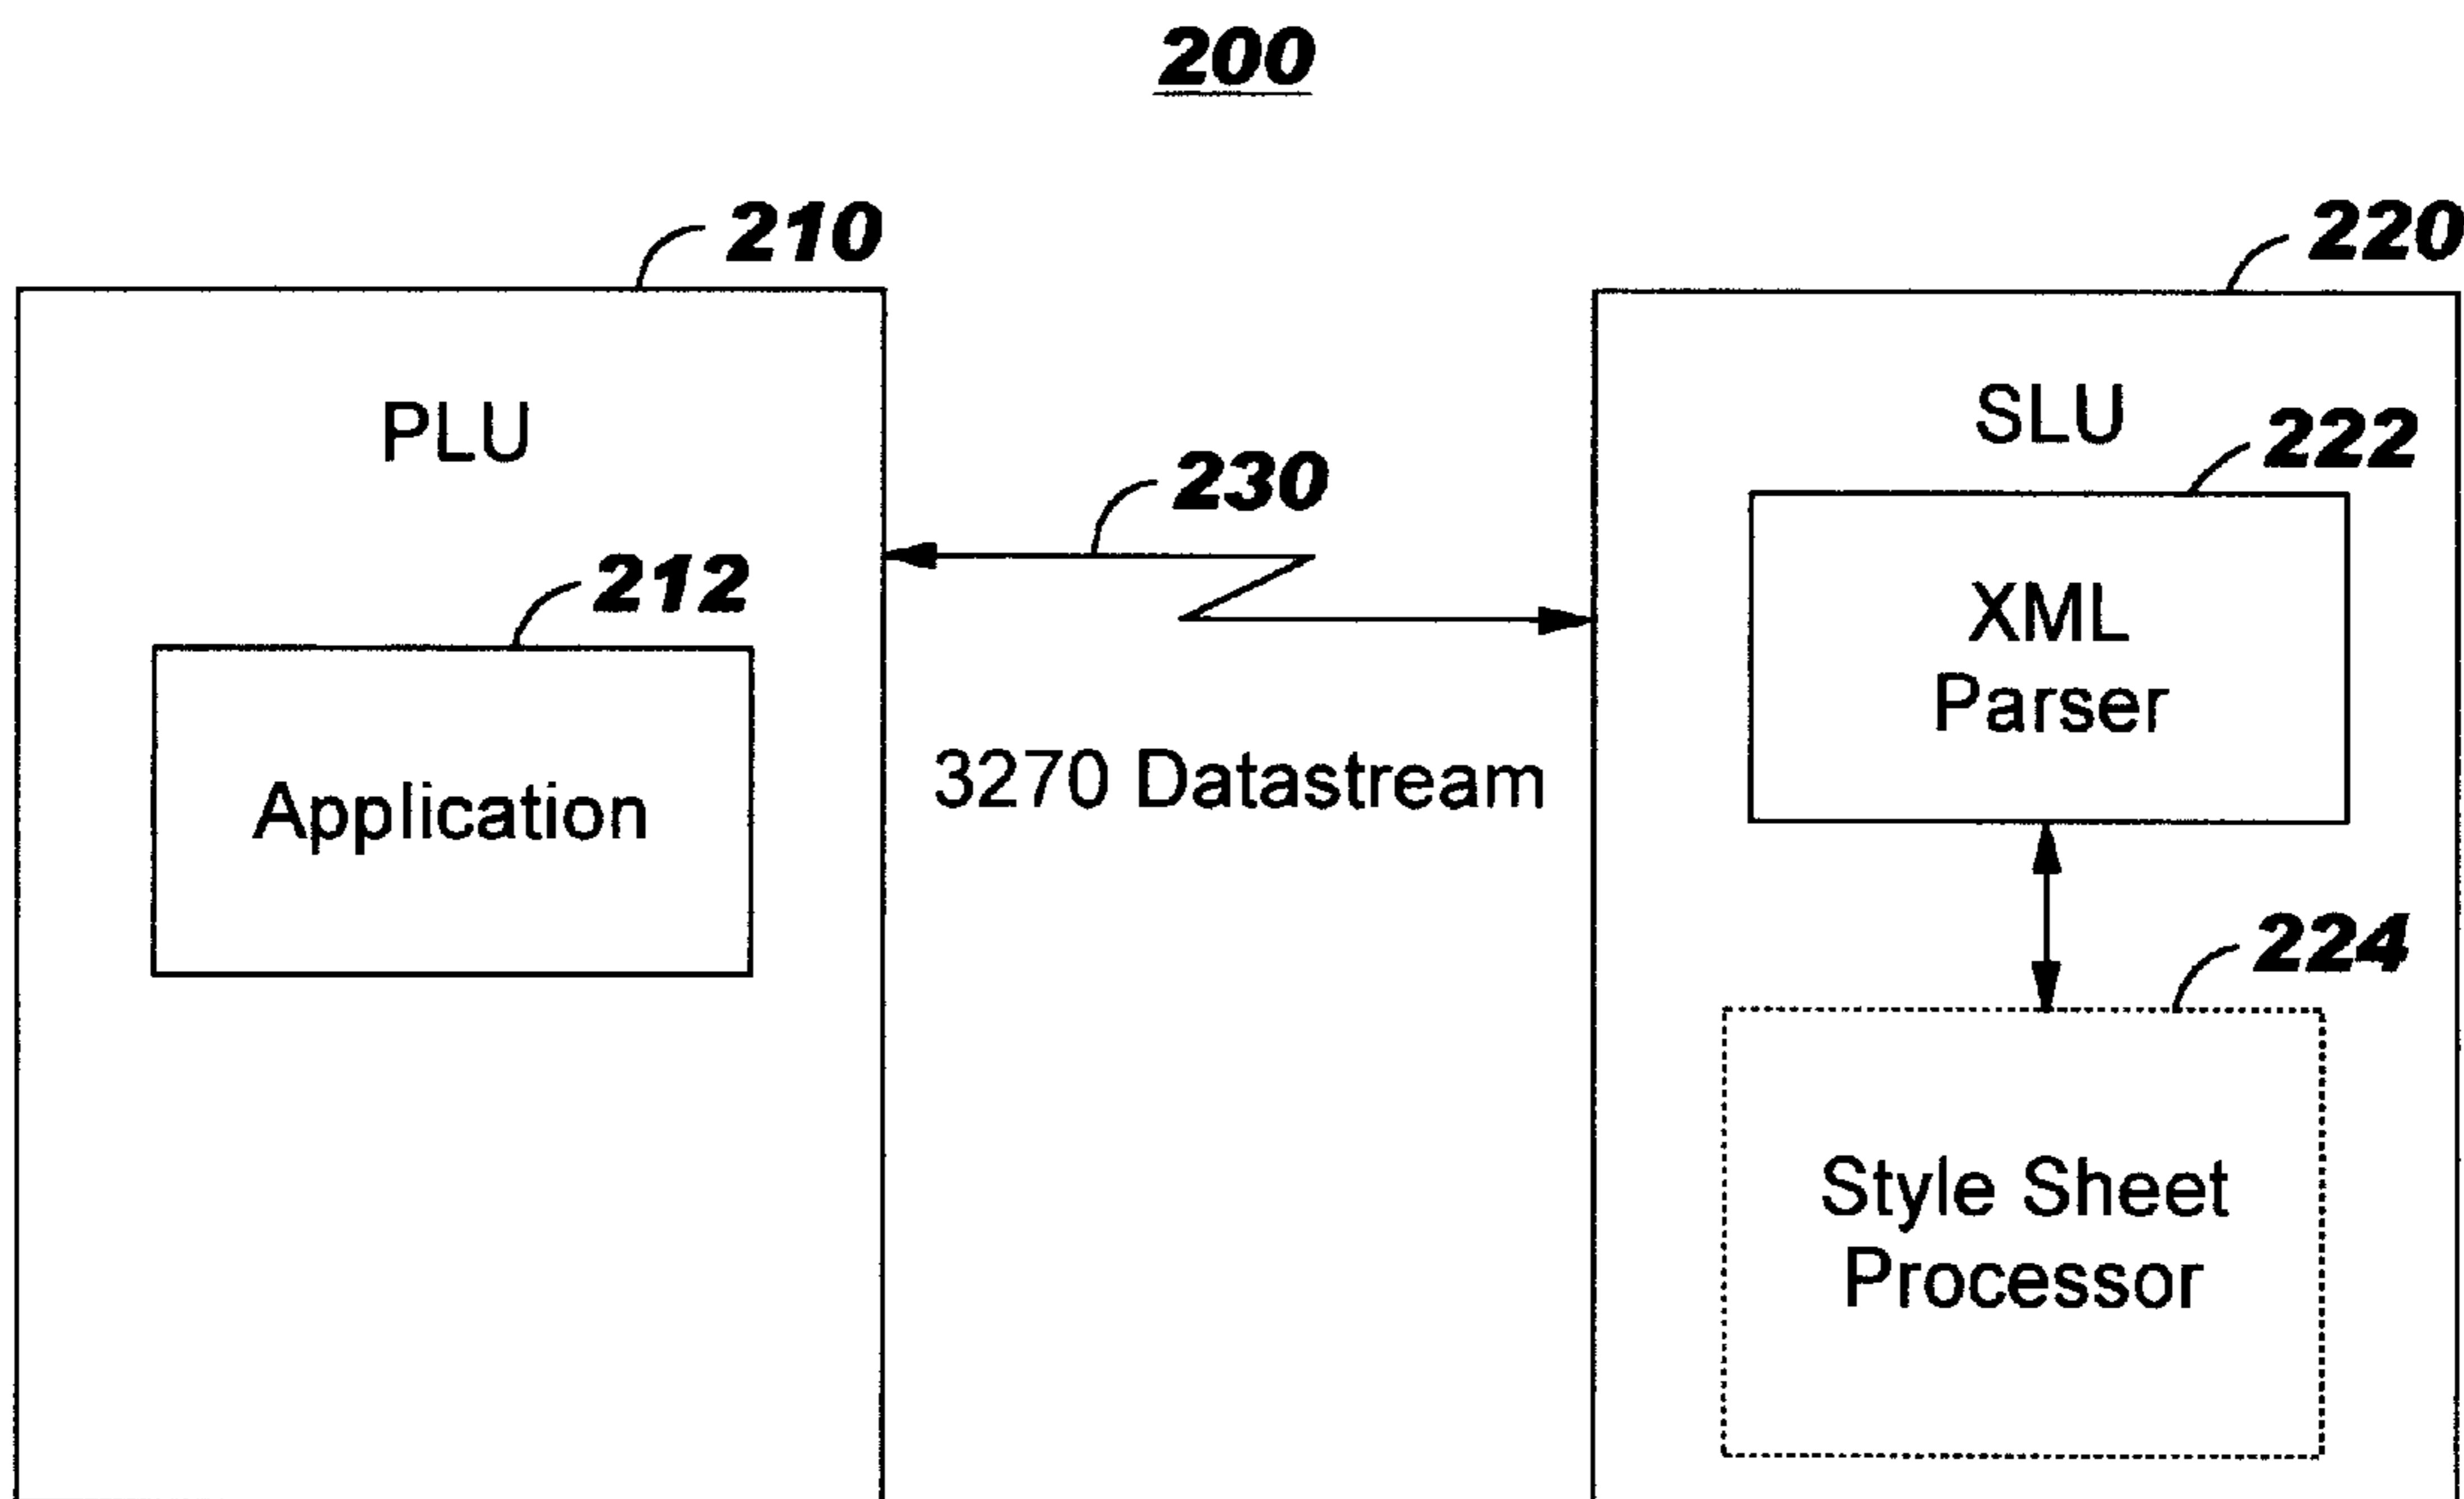 200
210
220
PLU
SLU
222
230
212
XML
Parser
3270 Datastream
Application
224
Style Sheet
Processor